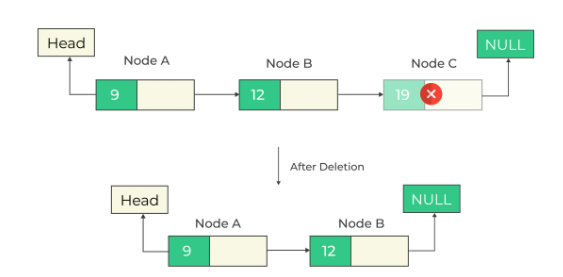 Head
Node A
Node B
Node C
NULL
9
12
19
After Deletion
Head
Node A
Node B
NULL
9
12